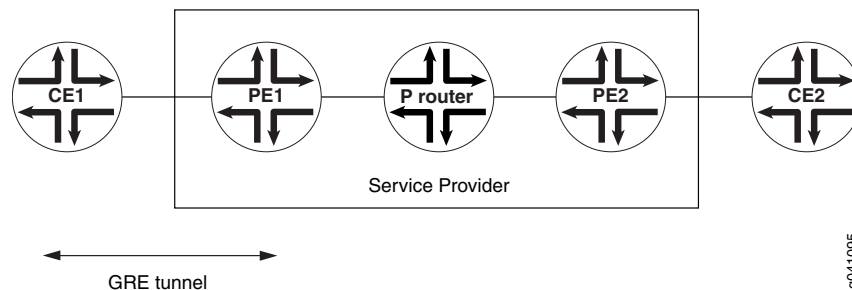 CE1
PE1
P router
PE2
CE2
Service Provider
GRE tunnel
g041095